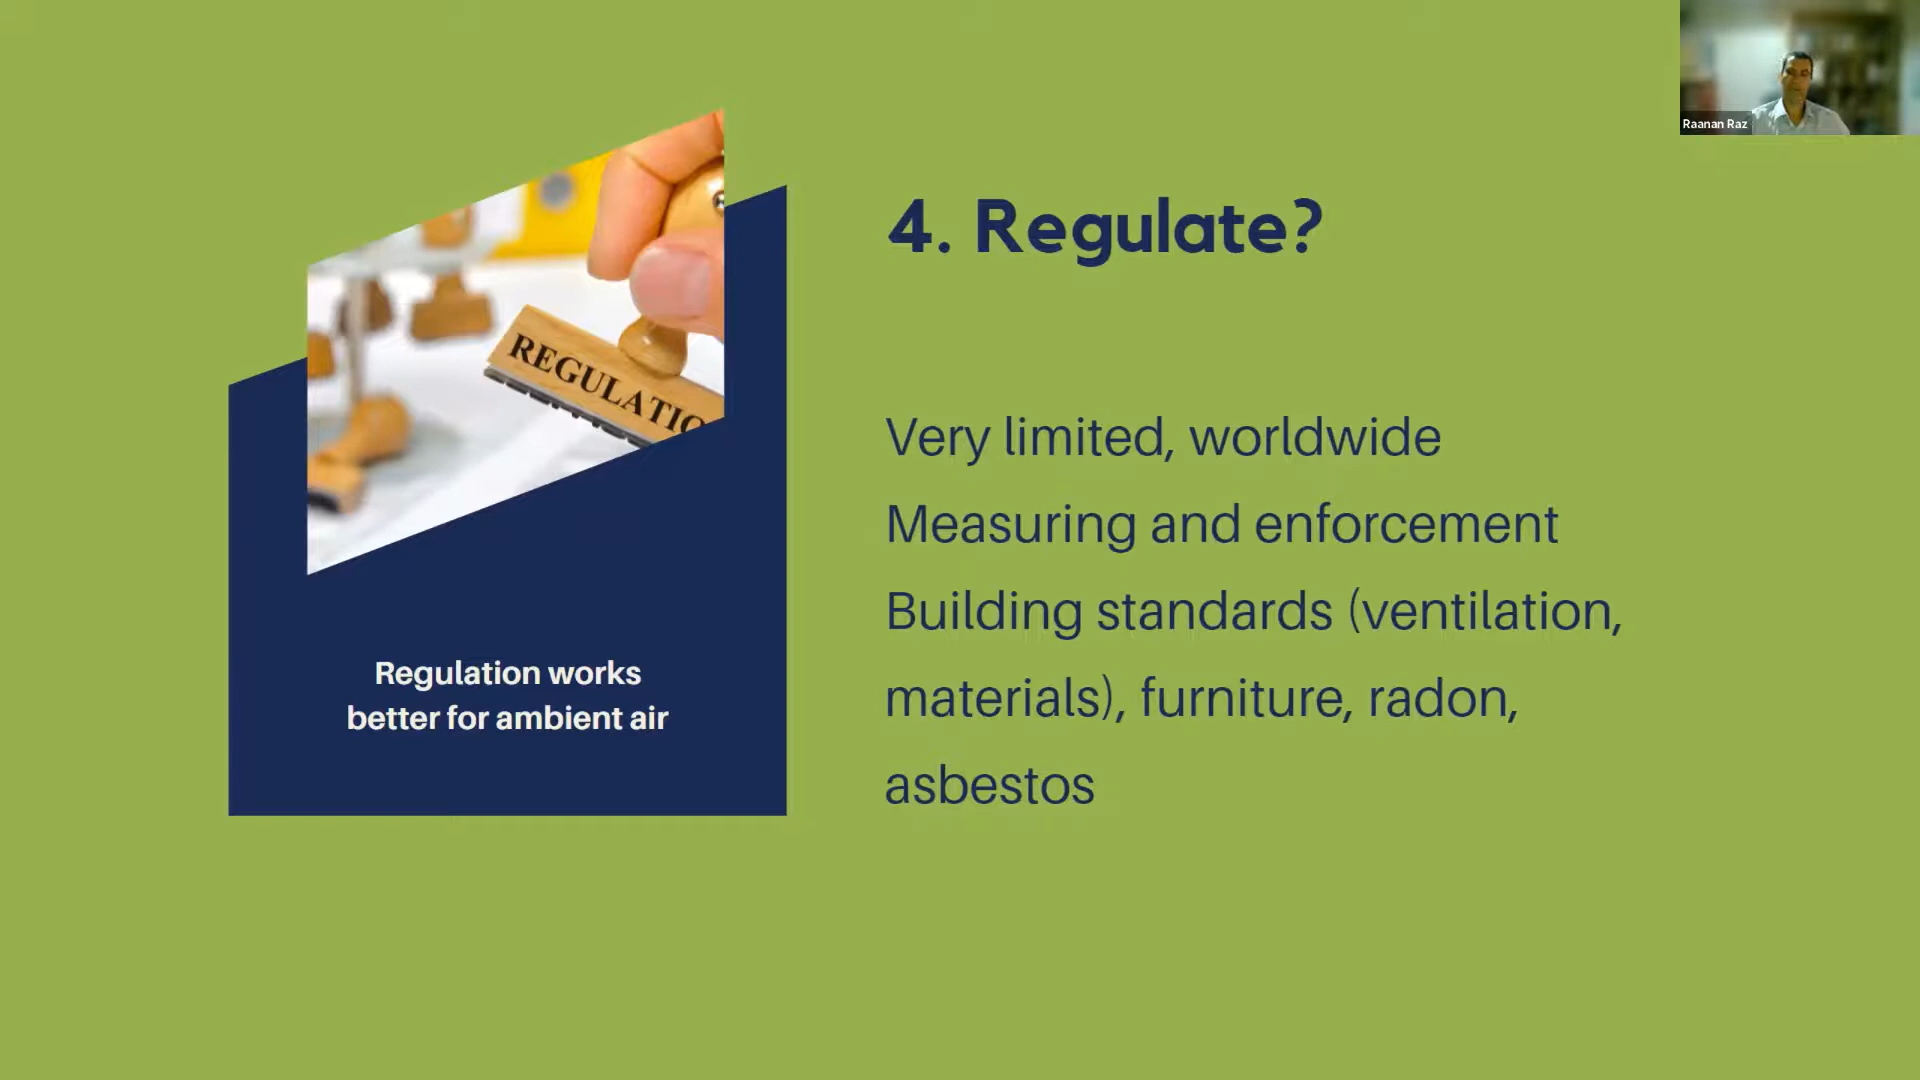 Raanan Raz
4. Regulate?
REGULATIO
Regulation works
better for ambient air
Very limited, worldwide
Measuring and enforcement
Building standards (ventilation,
materials), furniture, radon,
asbestos